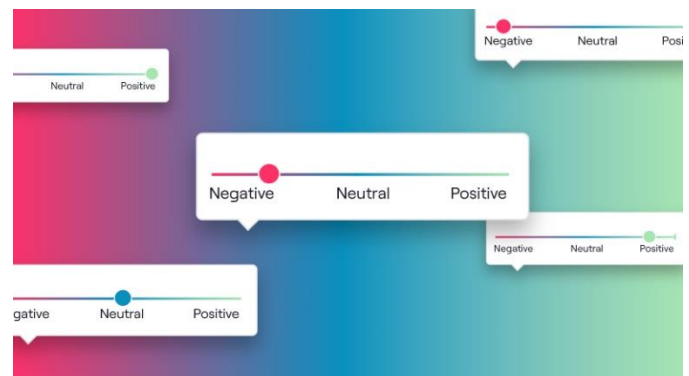 Negative Neutral Posi
Neutral Positive
Negative Neutral Positive
Negative Neutral Positive
gative Neutral Positive